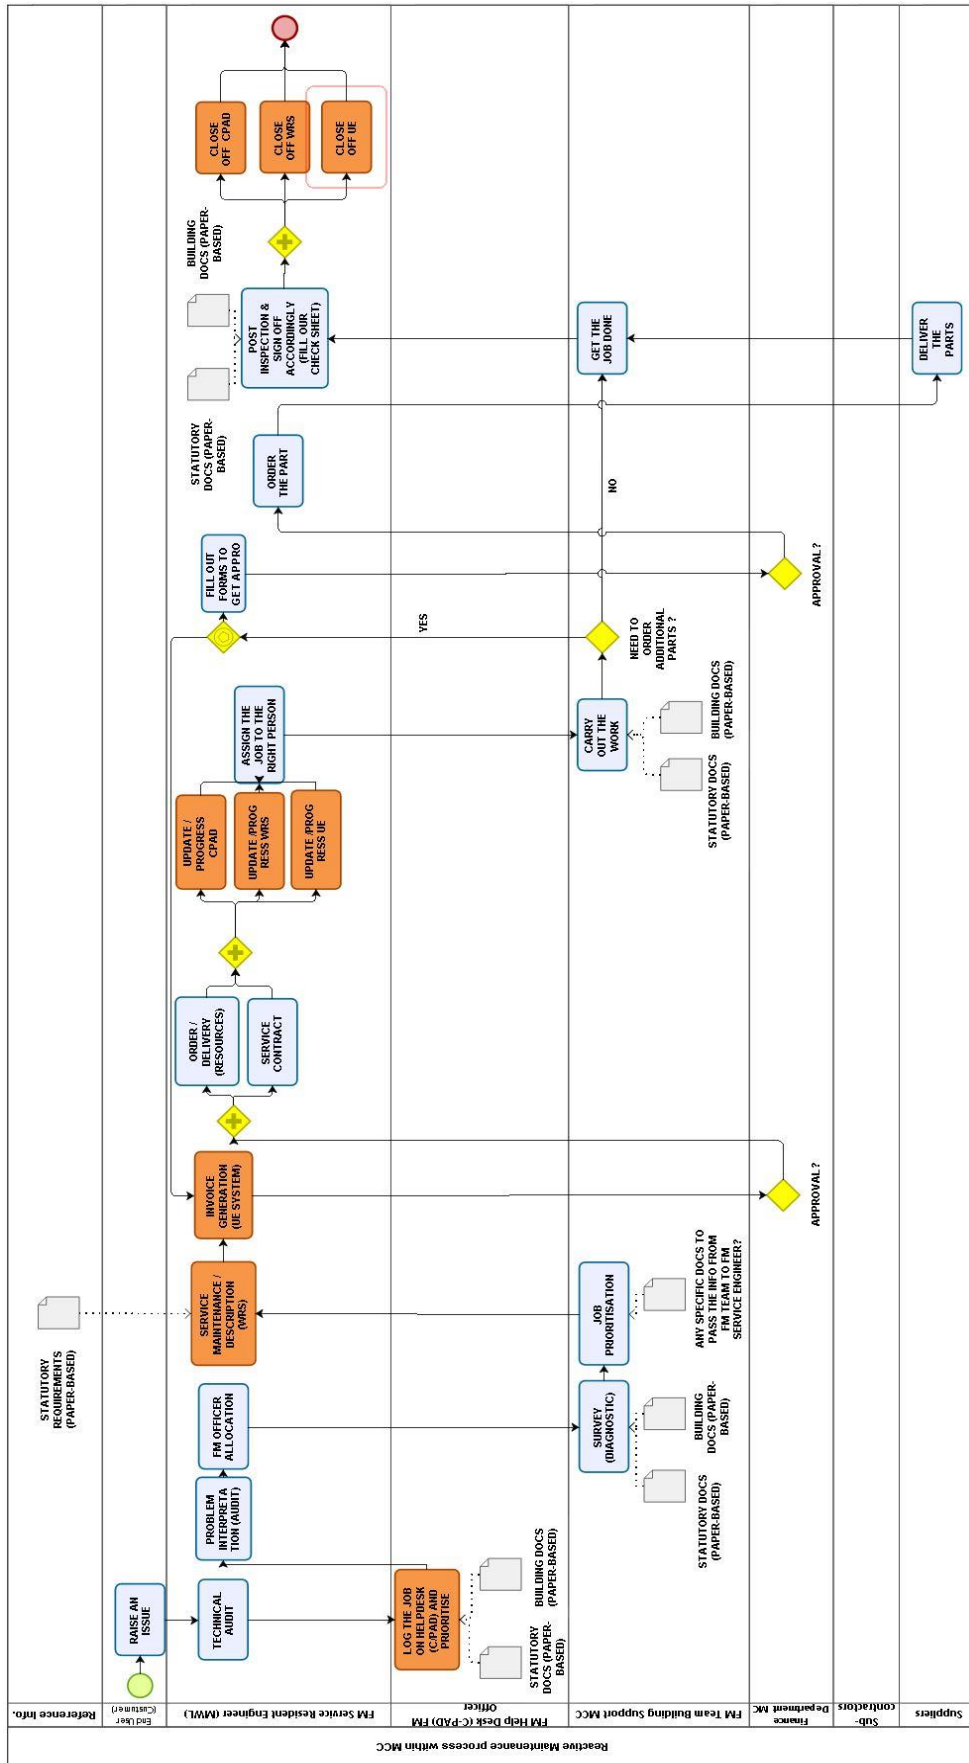 Reactive Maintenance process within MCC
Reference Info.
End User
(Custumer)
FM Service Resident Engineer (MWL)
FM Help Desk (C-PAD) FM
Officer
FM Team Building Support MCC
Finance
Department MC
Sub-
contractors
Suppliers
RAISE AN
ISSUE
TECHNICAL
AUDIT
LOG THE JOB
ON HELPDESK
(C/PAD) AND
PRIORITISE
STATUTORY
DOCS (PAPER-
BASED)
BUILDING DOCS
(PAPER-BASED)
PROBLEM
INTERPRETA
TION (AUDIT)
FM OFFICER
ALLOCATION
SURVEY
(DIAGNOSTIC)
STATUTORY DOCS
(PAPER-BASED)
BUILDING
DOCS (PAPER-
BASED)
JOB
PRIORITISATION
ANY SPECIFIC DOCS TO
PASS THE INFO FROM
FM TEAM TO FM
SERVICE ENGINEER?
STATUTORY
REQUIREMENTS
(PAPER-BASED)
SERVICE
MAINTENANCE /
DESCRIPTION
(WRS)
INVOICE
GENERATION
(UE SYSTEM)
APPROVAL?
ORDER /
DELIVERY
(RESOURCES)
SERVICE
CONTRACT
UPDATE /
PROGRESS
CPAD
UPDATE /PROG
RESS WRS
UPDATE /PROG
RESS UE
ASSIGN THE
JOB TO THE
RIGHT PERSON
CARRY
OUT THE
WORK
STATUTORY DOCS
(PAPER-BASED)
BUILDING DOCS
(PAPER-BASED)
NEED TO
ORDER
ADDITIONAL
PARTS ?
YES
NO
FILL OUT
FORMS TO
GET APPRO
APPROVAL?
ORDER
THE PART
DELIVER
THE
PARTS
GET THE
JOB DONE
STATUTORY
DOCS (PAPER-
BASED)
BUILDING
DOCS (PAPER-
BASED)
POST
INSPECTION &
SIGN OFF
ACCORDINGLY
(FILL OUR
CHECK SHEET)
CLOSE
OFF CPAD
CLOSE
OFF WRS
CLOSE
OFF UE